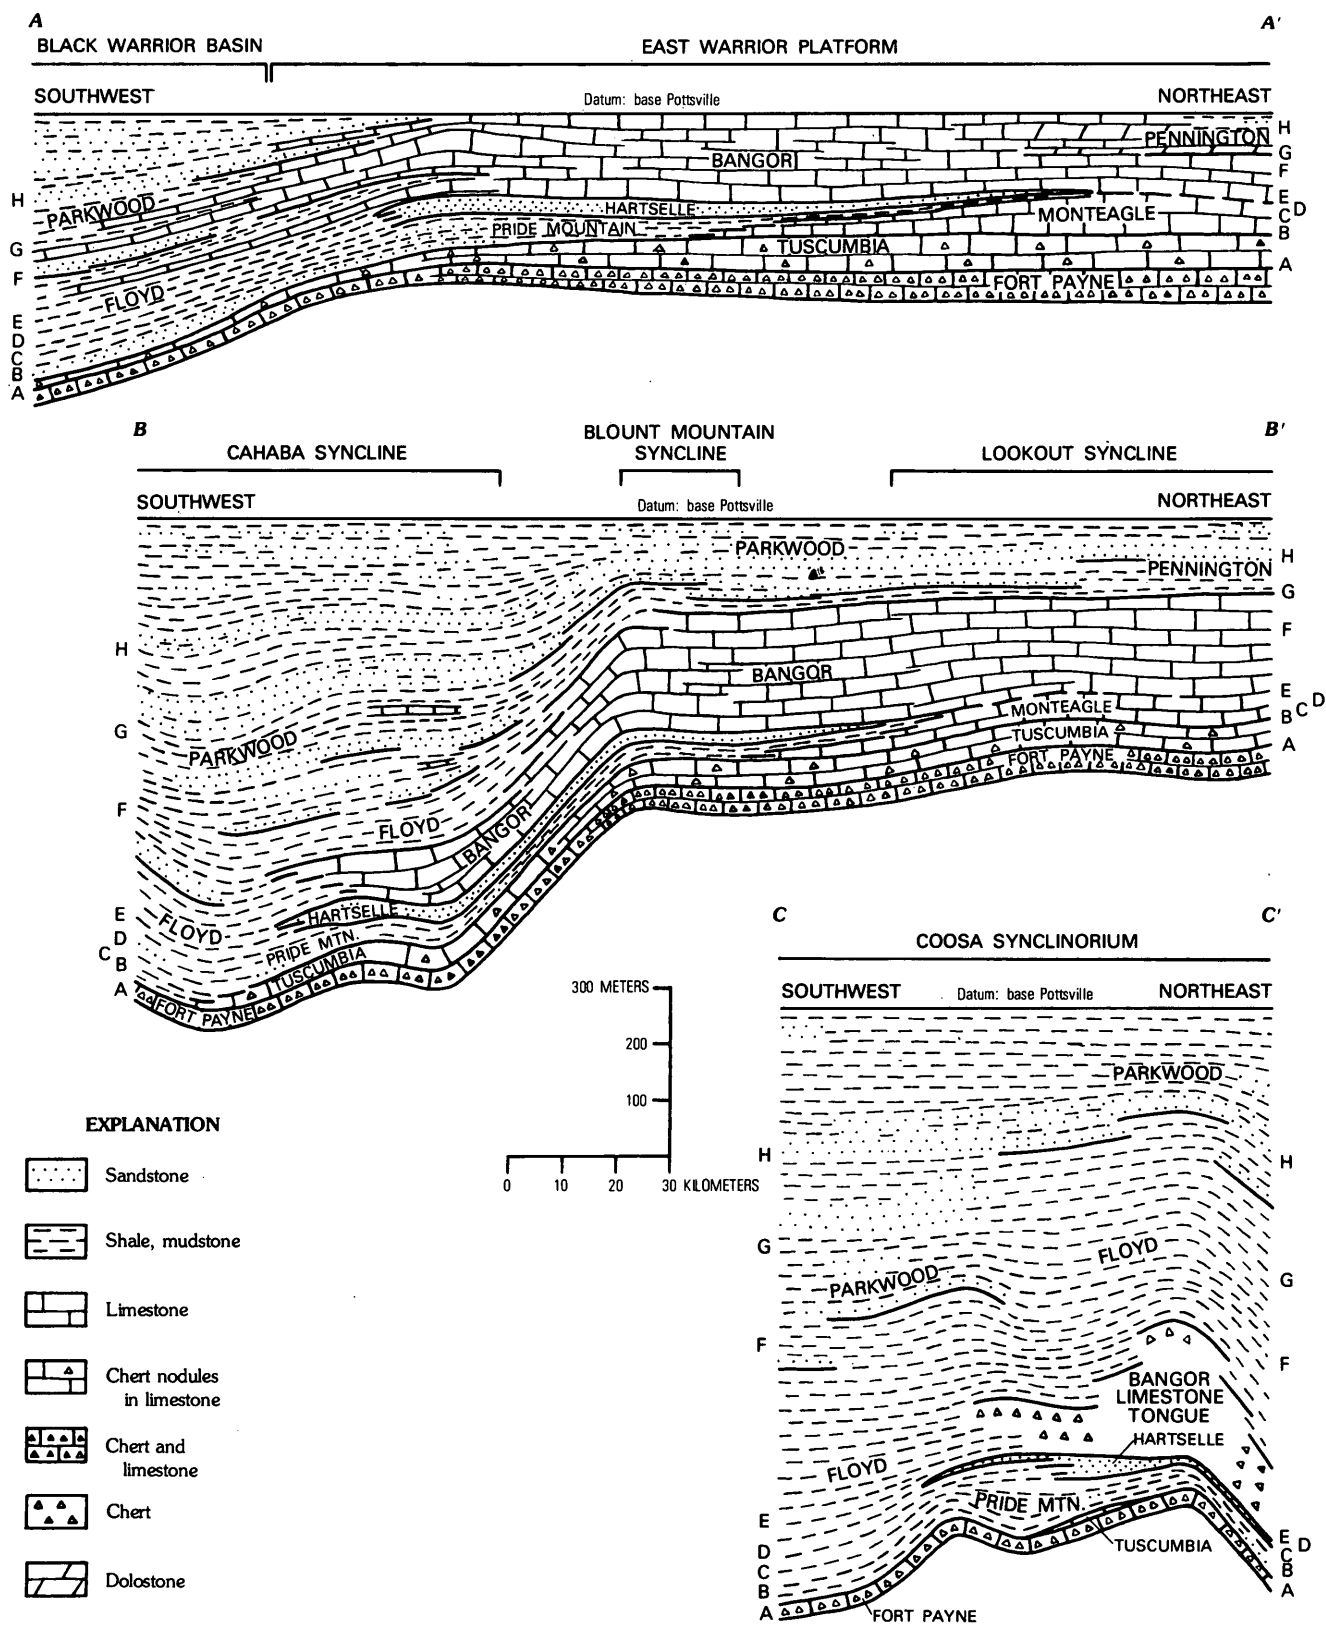 A A'
BLACK WARRIOR BASIN EAST WARRIOR PLATFORM
SOUTHWEST Datum: base Pottsville NORTHEAST
H
PENNINGTON
G
BANGOR
F
H
PARKWOOD
E
HARTSELLE
D
C
MONTEAGLE
PRIDE MOUNTAIN
B
G
TUSCUMBIA
A
F
FORT PAYNE
FLOYD
E
D
C
B
A
B B'
CAHABA SYNCLINE
BLOUNT MOUNTAIN
SYNCLINE
LOOKOUT SYNCLINE
SOUTHWEST Datum: base Pottsville NORTHEAST
PARKWOOD
H
PENNINGTON
G
F
H
BANGOR
E
D
MONTEAGLE
C
B
G
TUSCUMBIA
A
PARKWOOD
FORT PAYNE
F
FLOYD
BANGOR
E
HARTSELLE
FLOYD
D
PRIDE MTN.
C
B
TUSCUMBIA
A
FORT PAYNE
300 METERS
200
100
0 10 20 30 KILOMETERS
C C'
COOSA SYNCLINORIUM
SOUTHWEST Datum: base Pottsville NORTHEAST
PARKWOOD
H
H
G
FLOYD
PARKWOOD
G
F
F
BANGOR
LIMESTONE
TONGUE
HARTSELLE
FLOYD
PRIDE MTN.
E
E
D
TUSCUMBIA
D
C
C
B
B
A
A
FORT PAYNE
EXPLANATION
Sandstone
Shale, mudstone
Limestone
Chert nodules
in limestone
Chert and
limestone
Chert
Dolostone